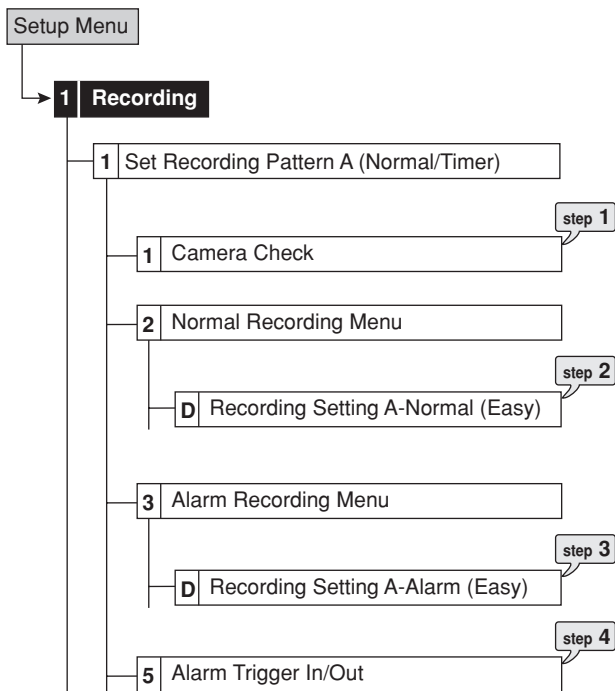 Setup Menu
1 Recording
1 Set Recording Pattern A (Normal/Timer)
step 1
1 Camera Check
2 Normal Recording Menu
step 2
D Recording Setting A-Normal (Easy)
3 Alarm Recording Menu
step 3
D Recording Setting A-Alarm (Easy)
step 4
5 Alarm Trigger In/Out